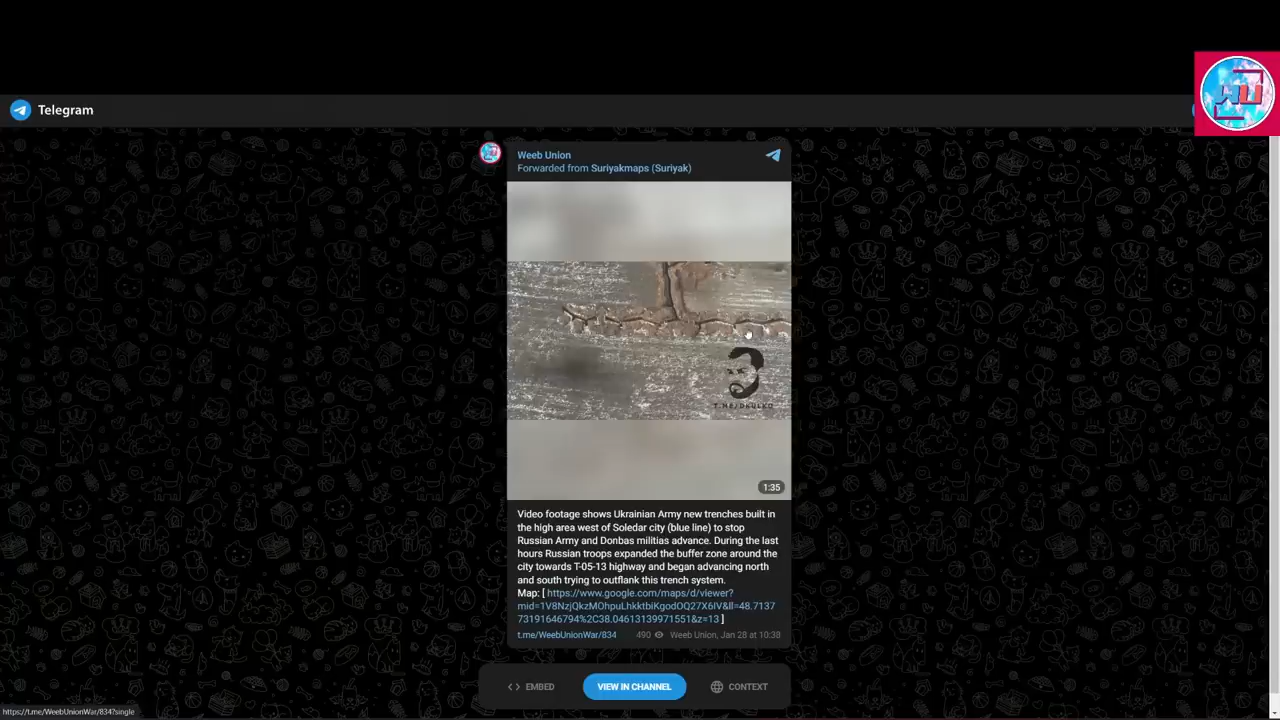 Telegram
Weeb Union
Forwarded from Suriyakmaps (Suriyak)
T.ME/DKULKO
1:35
Video footage shows Ukrainian Army new trenches built in
the high area west of Soledar city (blue line) to stop
Russian Army and Donbas militias advance. During the last
hours Russian troops expanded the buffer zone around the
city towards T-05-13 highway and began advancing north
and south trying to outflank this trench system.
Map: [ https://www.google.com/maps/d/viewer?
mid=1V8NzjQkzMOhpuLhkktbiKgodOQ27X6IV&ll=48.7137
73191646794%2C38.04613139971551&z=13 ]
t.me/WeebUnionWar/834 490 Weeb Union, Jan 28 at 10:38
EMBED VIEW IN CHANNEL CONTEXT
https://t.me/WeebUnionWar/834?single
WU